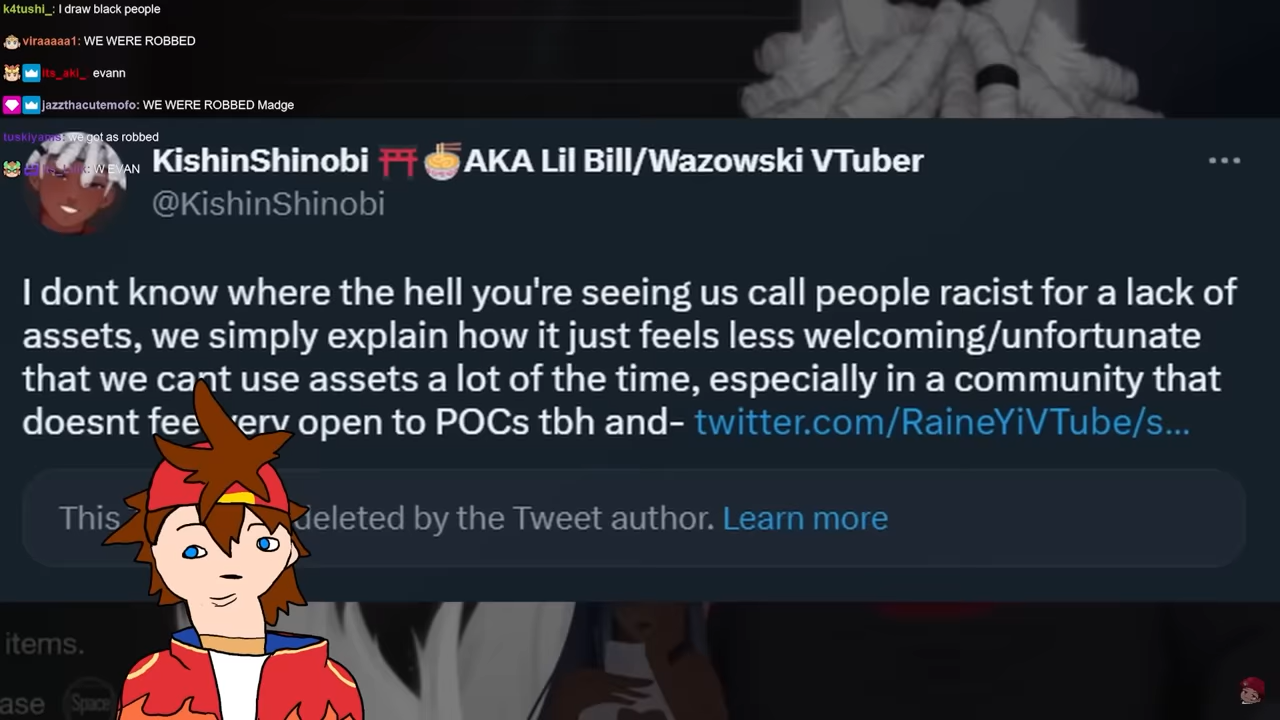 k4tushi_: I draw black people
viraaaaa1: WE WERE ROBBED
its_aki_ evann
jazzthacutemofo: WE WERE ROBBED Madge
tuskiyams: we got as robbed
W EVAN
KishinShinobi AKA Lil Bill/Wazowski VTuber
@KishinShinobi
I dont know where the hell you're seeing us call people racist for a lack of
assets, we simply explain how it just feels less welcoming/unfortunate
that we cant use assets a lot of the time, especially in a community that
doesnt feel very open to POCs tbh and- twitter.com/RaineYiVTube/s...
This deleted by the Tweet author. Learn more
items.
ase Space